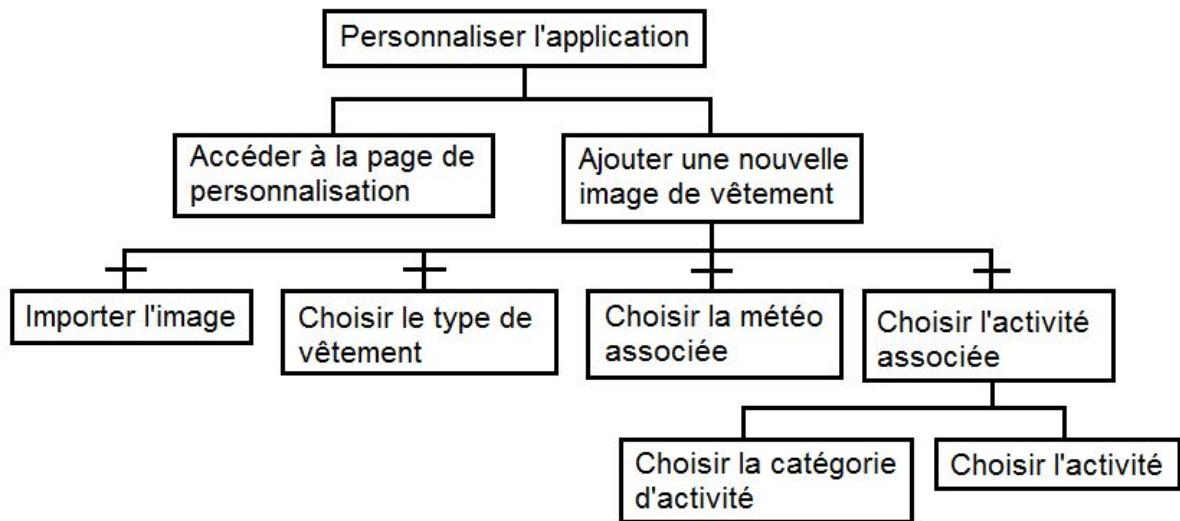 Personnaliser l'application
Accéder à la page de
personnalisation
Ajouter une nouvelle
image de vêtement
Importer l'image
Choisir le type de
vêtement
Choisir la météo
associée
Choisir l'activité
associée
Choisir la catégorie
d'activité
Choisir l'activité